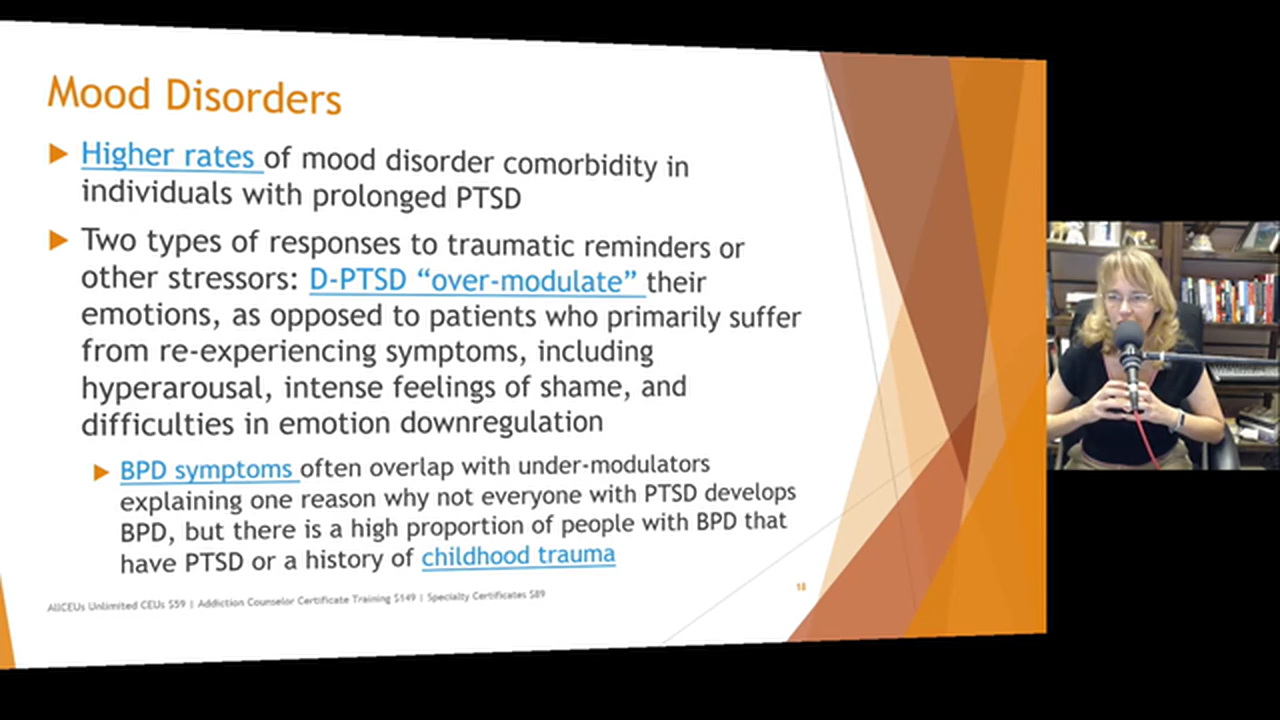 Mood Disorders
Higher rates of mood disorder comorbidity in
individuals with prolonged PTSD
Two types of responses to traumatic reminders or
other stressors: D-PTSD “over-modulate” their
emotions, as opposed to patients who primarily suffer
from re-experiencing symptoms, including
hyperarousal, intense feelings of shame, and
difficulties in emotion downregulation
BPD symptoms often overlap with under-modulators
explaining one reason why not everyone with PTSD develops
BPD, but there is a high proportion of people with BPD that
have PTSD or a history of childhood trauma
AllCEUs Unlimited CEUs $59 | Addiction Counselor Certificate Training $149 | Specialty Certificates $89
18